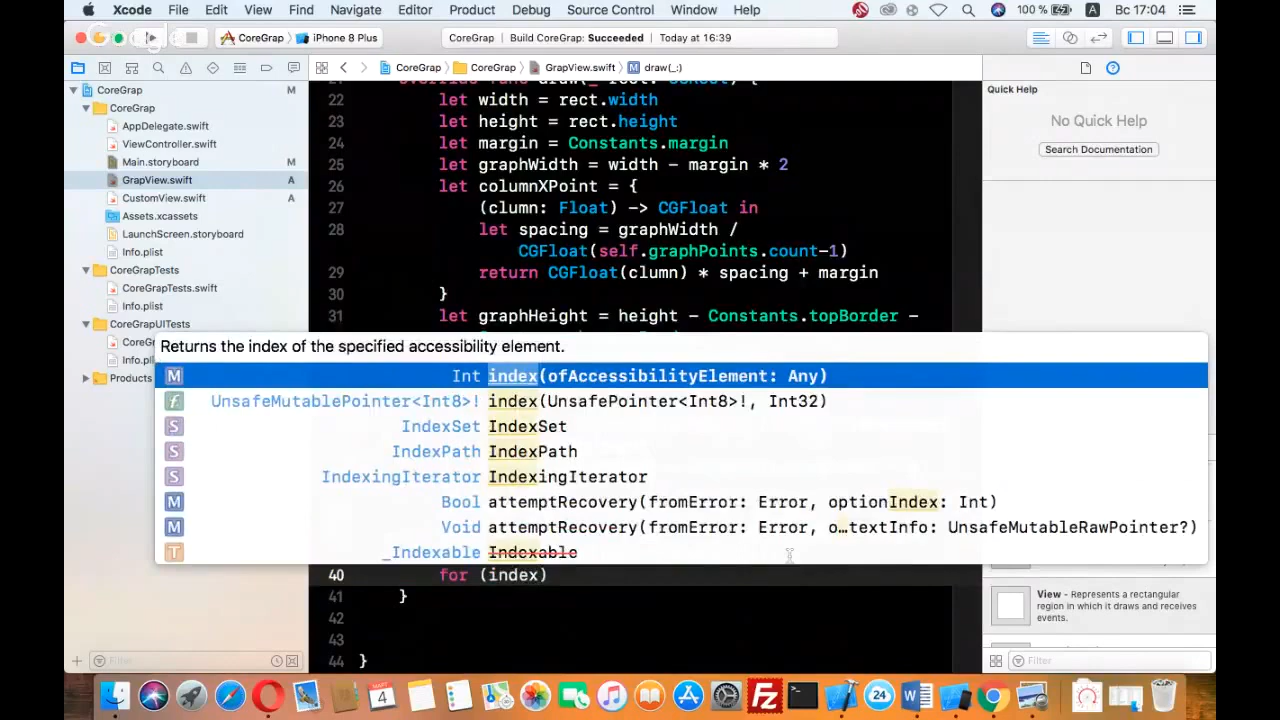 Xcode File Edit View Find Navigate Editor Product Debug Source Control Window Help 100 % A Вс 17:04
CoreGrap iPhone 8 Plus CoreGrap Build CoreGrap: Succeeded Today at 16:39
CoreGrap CoreGrap GrapView.swift draw(_:)
CoreGrap M
CoreGrap
AppDelegate.swift
ViewController.swift
Main.storyboard M
GrapView.swift A
CustomView.swift A
Assets.xcassets
LaunchScreen.storyboard
Info.plist
CoreGrapTests
CoreGrapTests.swift
Info.plist
CoreGrapUITests
CoreG
Info.pl
Products
22 let width = rect.width
23 let height = rect.height
24 let margin = Constants.margin
25 let graphWidth = width - margin * 2
26 let columnXPoint = {
27 (clumn: Float) -> CGFloat in
28 let spacing = graphWidth /
CGFloat(self.graphPoints.count-1)
29 return CGFloat(clumn) * spacing + margin
30 }
31 let graphHeight = height - Constants.topBorder -
Returns the index of the specified accessibility element.
M Int index(ofAccessibilityElement: Any)
f UnsafeMutablePointer<Int8>! index(UnsafePointer<Int8>!, Int32)
S IndexSet IndexSet
S IndexPath IndexPath
S IndexingIterator IndexingIterator
M Bool attemptRecovery(fromError: Error, optionIndex: Int)
M Void attemptRecovery(fromError: Error, o…textInfo: UnsafeMutableRawPointer?)
T _Indexable Indexable
40 for (index)
41 }
42
43
44 }
Quick Help
No Quick Help
Search Documentation
View - Represents a rectangular
region in which it draws and receives
events.
Filter
Filter
4
24